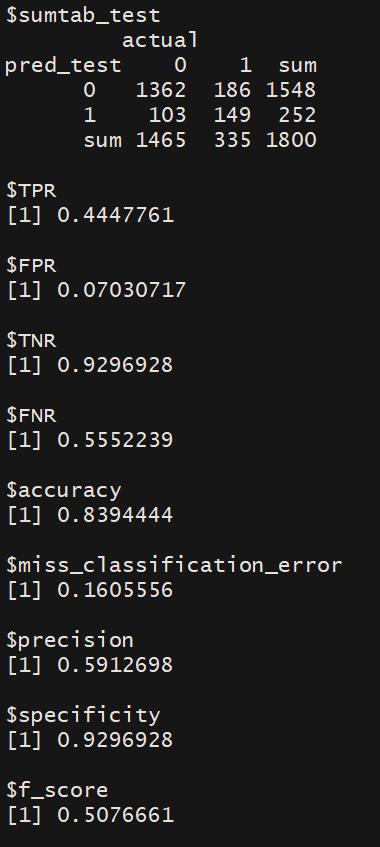 $sumtab_test
actual
pred_test 0 1 sum
0 1362 186 1548
1 103 149 252
sum 1465 335 1800
$TPR
[1] 0.4447761
$FPR
[1] 0.07030717
$TNR
[1] 0.9296928
$FNR
[1] 0.5552239
$accuracy
[1] 0.8394444
$miss_classification_error
[1] 0.1605556
$precision
[1] 0.5912698
$specificity
[1] 0.9296928
$f_score
[1] 0.5076661